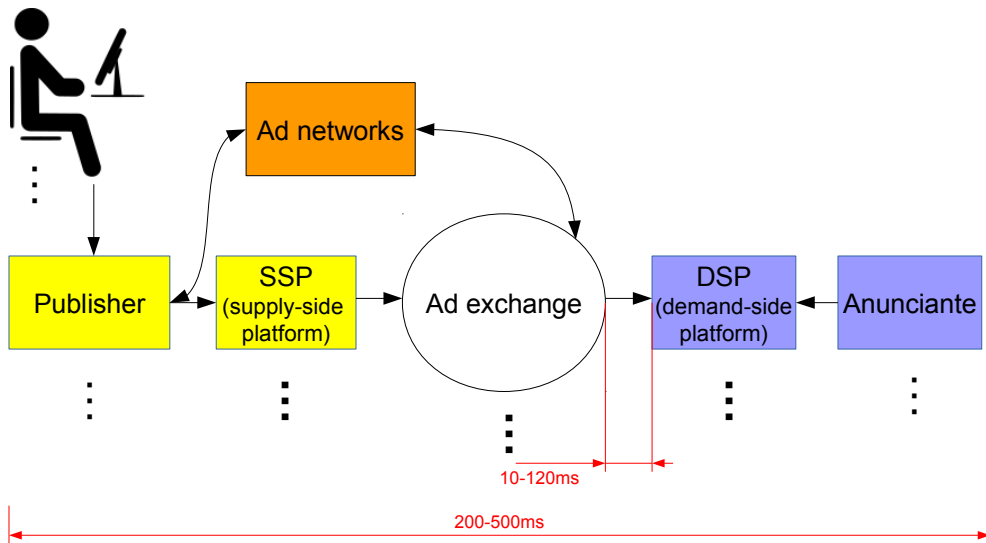 Ad networks
Publisher
SSP
(supply-side
platform)
Ad exchange
DSP
(demand-side
platform)
Anunciante
10-120ms
200-500ms